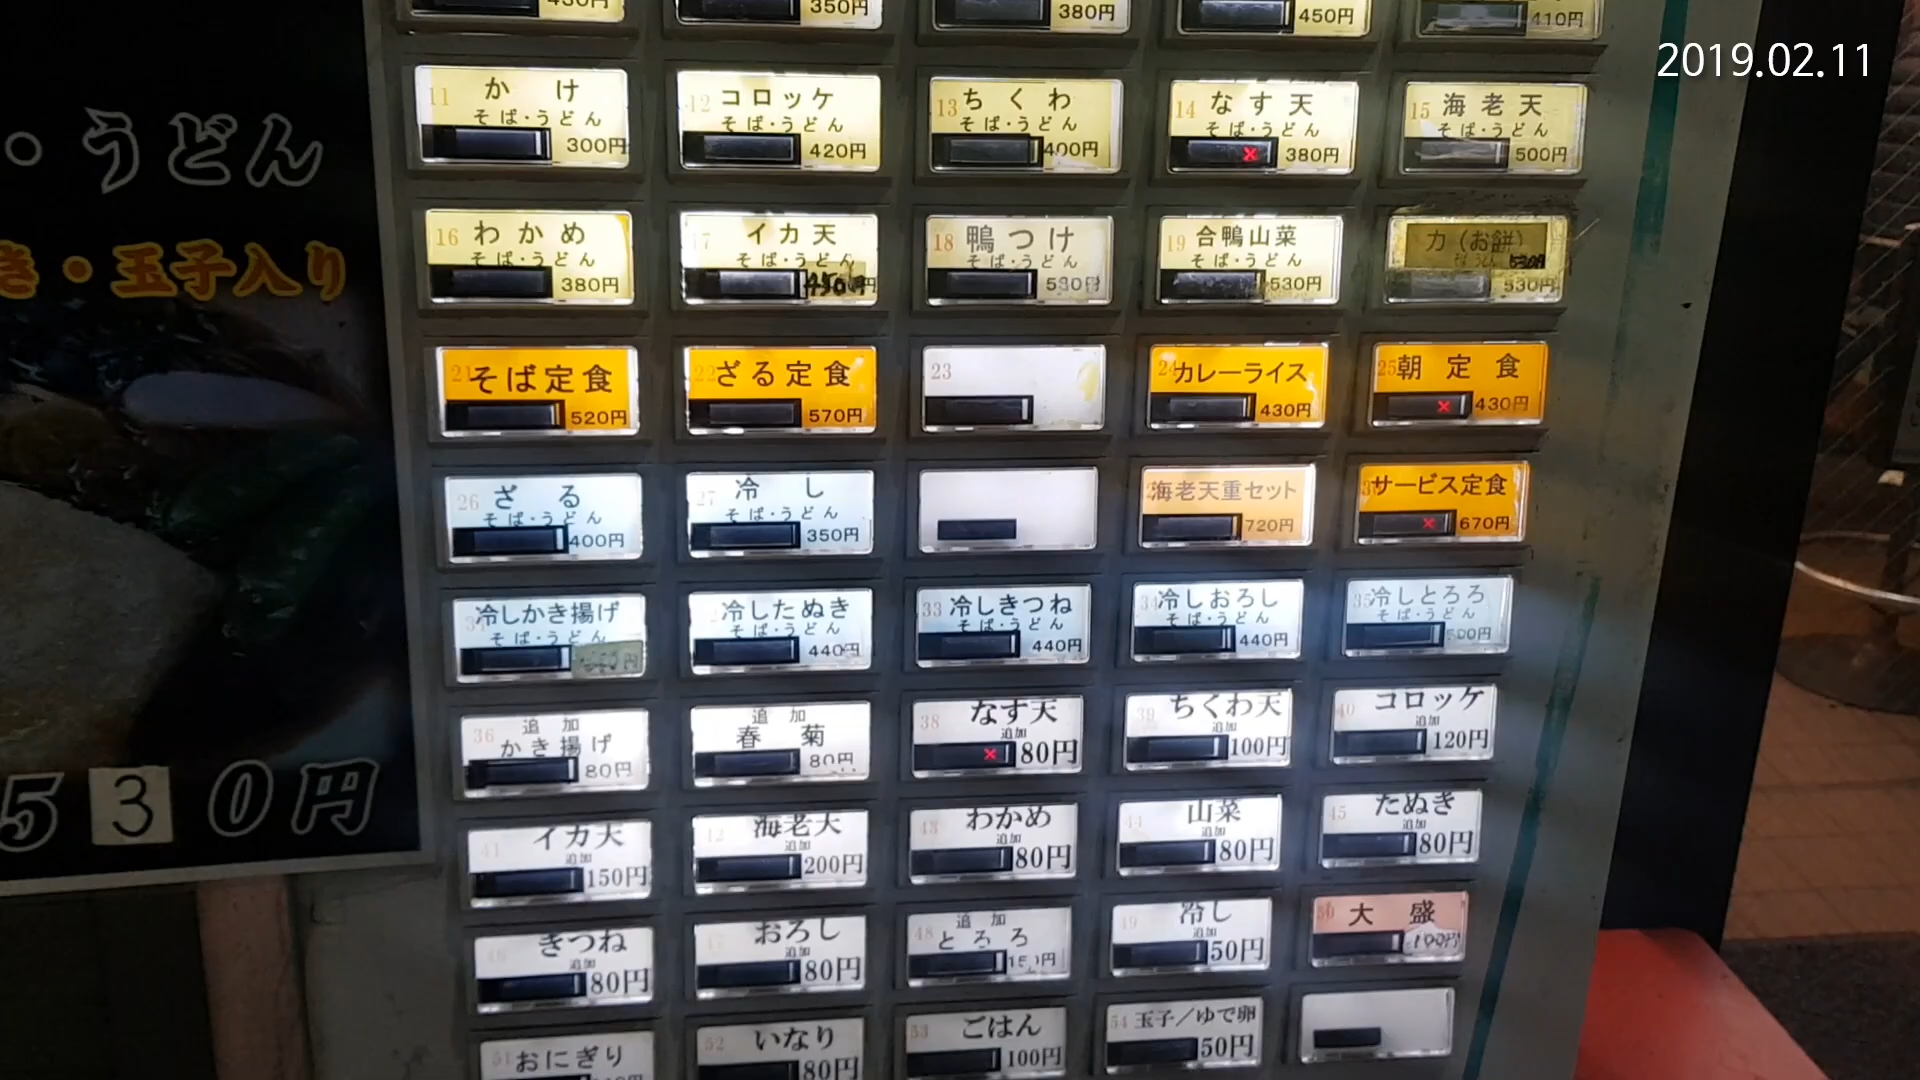 2019.02.11
・うどん
き・玉子入り
530円
430円
350円
380円
450円
410円
11 かけ
そば・うどん
300円
12 コロッケ
そば・うどん
420円
13 ちくわ
そば・うどん
400円
14 なす天
そば・うどん
380円
15 海老天
そば・うどん
500円
16 わかめ
そば・うどん
380円
17 イカ天
そば・うどん
450円
18 鴨つけ
そば・うどん
530円
19 合鴨山菜
そば・うどん
530円
力(お餅)
530円
21 そば定食
520円
22 ざる定食
570円
23
24 カレーライス
430円
25 朝定食
430円
26 ざる
そば・うどん
400円
27 冷し
そば・うどん
350円
海老天重セット
720円
サービス定食
670円
31 冷しかき揚げ
そば・うどん
冷したぬき
そば・うどん
440円
33 冷しきつね
そば・うどん
440円
34 冷しおろし
そば・うどん
440円
35 冷しとろろ
そば・うどん
500円
36 追加
かき揚げ
80円
追加
春菊
80円
38 なす天
追加
80円
39 ちくわ天
追加
100円
40 コロッケ
追加
120円
41 イカ天
追加
150円
42 海老天
追加
200円
43 わかめ
追加
80円
44 山菜
追加
80円
45 たぬき
追加
80円
きつね
追加
80円
おろし
追加
80円
48 追加
とろろ
49 冷し
追加
50円
50 大盛
100円
51 おにぎり
52 いなり
80円
53 ごはん
100円
54 玉子/ゆで卵
50円